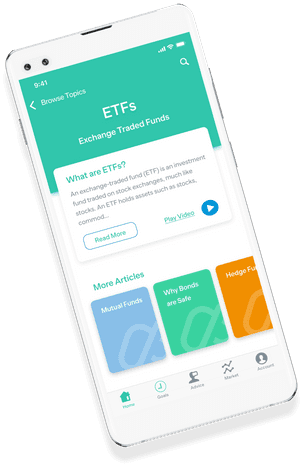 9:41
Browse Topics
ETFs
Exchange Traded Funds
What are ETFs?
An exchange-traded fund (ETF) is an investment
fund traded on stock exchanges, much like
stocks. An ETF holds assets such as stocks,
commod...
Read More
Play Video
More Articles
Mutual Funds
Why Bonds
are Safe
Hedge Fu
Home
Goals
Advice
Market
Account